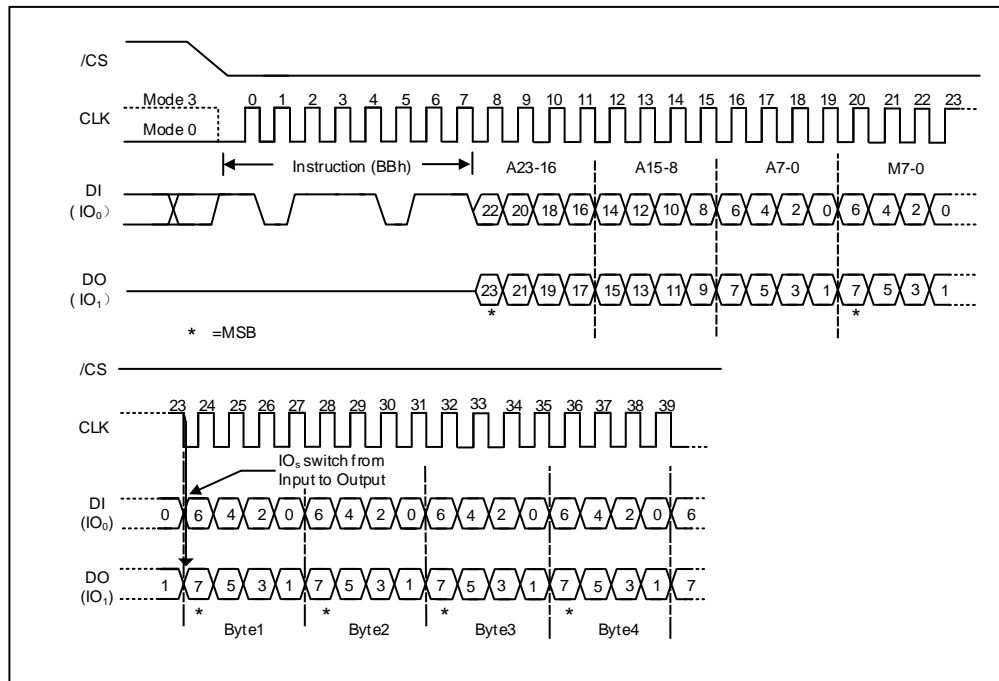 /CS
Mode 3
CLK
Mode 0
0 1 2 3 4 5 6 7 8 9 10 11 12 13 14 15 16 17 18 19 20 21 22 23
Instruction (BBh)
A23-16
A15-8
A7-0
M7-0
DI
( IO₀)
22 20 18 16 14 12 10 8 6 4 2 0 6 4 2 0
DO
( IO₁)
23 21 19 17 15 13 11 9 7 5 3 1 7 5 3 1
* *
* =MSB
/CS
23 24 25 26 27 28 29 30 31 32 33 34 35 36 37 38 39
CLK
IOₛ switch from
Input to Output
DI
(IO₀)
0 6 4 2 0 6 4 2 0 6 4 2 0 6 4 2 0 6
DO
(IO₁)
1 7 5 3 1 7 5 3 1 7 5 3 1 7 5 3 1 7
* * * *
Byte1 Byte2 Byte3 Byte4